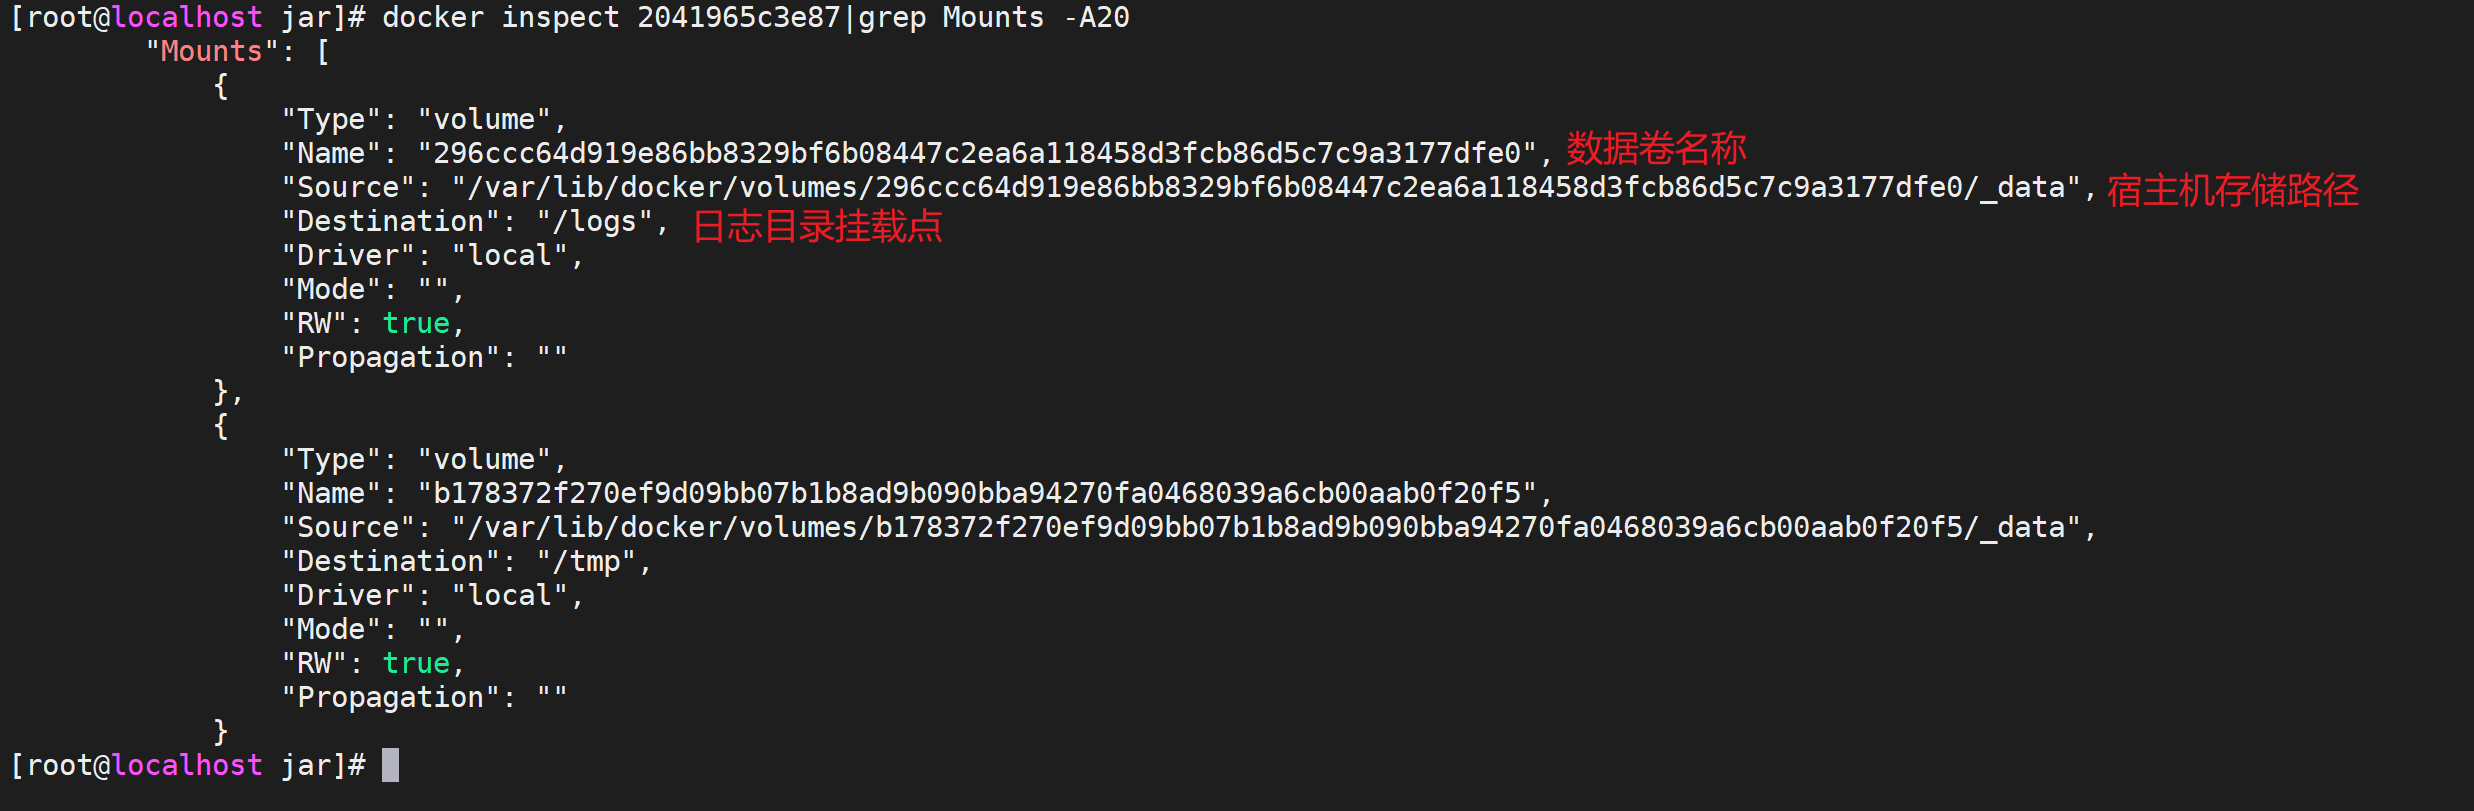 [root@localhost jar]# docker inspect 2041965c3e87|grep Mounts -A20
"Mounts": [
{
"Type": "volume",
"Name": "296ccc64d919e86bb8329bf6b08447c2ea6a118458d3fcb86d5c7c9a3177dfe0", 数据卷名称
"Source": "/var/lib/docker/volumes/296ccc64d919e86bb8329bf6b08447c2ea6a118458d3fcb86d5c7c9a3177dfe0/_data", 宿主机存储路径
"Destination": "/logs", 日志目录挂载点
"Driver": "local",
"Mode": "",
"RW": true,
"Propagation": ""
},
{
"Type": "volume",
"Name": "b178372f270ef9d09bb07b1b8ad9b090bba94270fa0468039a6cb00aab0f20f5",
"Source": "/var/lib/docker/volumes/b178372f270ef9d09bb07b1b8ad9b090bba94270fa0468039a6cb00aab0f20f5/_data",
"Destination": "/tmp",
"Driver": "local",
"Mode": "",
"RW": true,
"Propagation": ""
}
[root@localhost jar]#